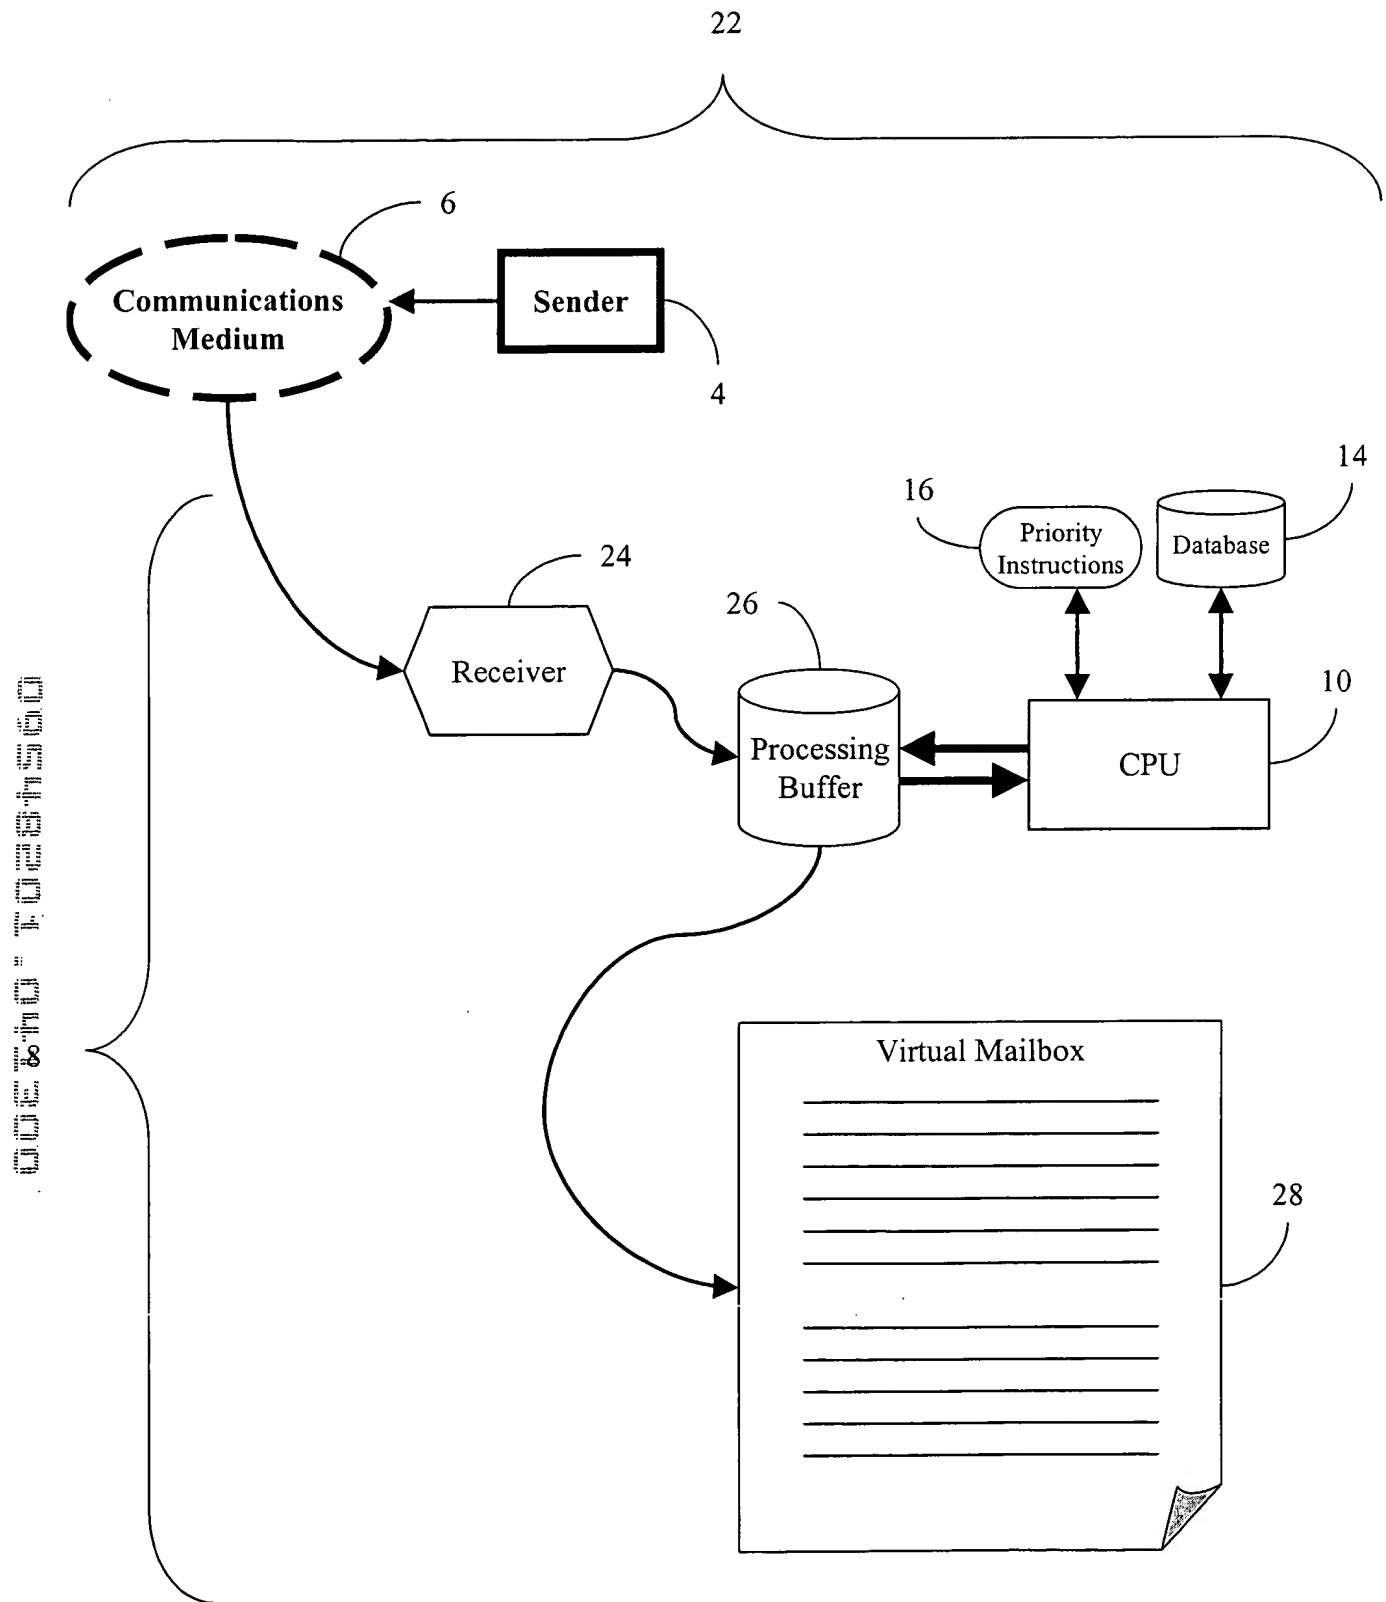 22
6
Communications
Medium
Sender
4
14
16
Priority
Instructions
Database
24
26
10
Receiver
Processing
Buffer
CPU
8
Virtual Mailbox
28